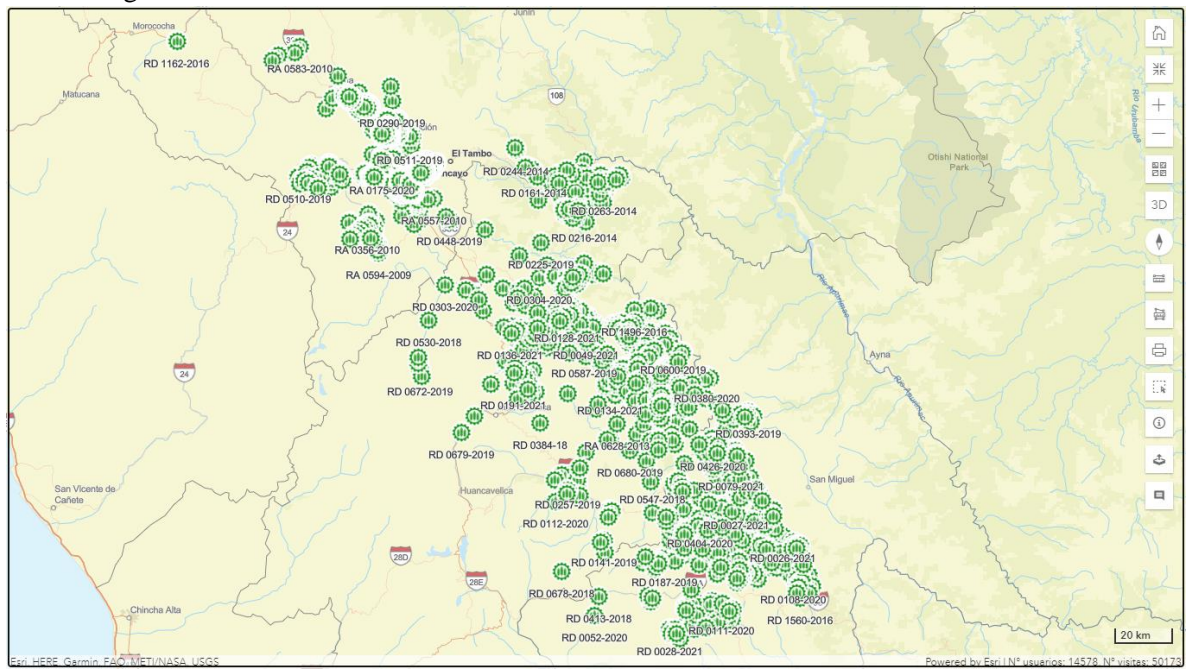 Junín
Morococha
RD 1162-2016
RA 0583-2010
Matucana
108
RD 0290-2019
El Tambo
RD 0511-2019
RD 0244-2014
RA 0175-2020
RD 0161-2014
RD 0510-2019
RD 0263-2014
RA 0557-2010
24
RD 0448-2019
RD 0216-2014
RA 0356-2010
RA 0594-2009
RD 0225-2019
RD 0303-2020
RD 0304-2020
RD 0530-2018
RD 1496-2016
RD 0128-2021
RD 0136-2021
RD 0049-2021
RD 0587-2019
RD 0600-2019
24
RD 0672-2019
RD 0191-2021
RD 0380-2020
RD 0134-2021
RD 0393-2019
RD 0384-18
RA 0628-2013
RD 0679-2019
RD 0680-2019
RD 0426-2020
RD 0079-2021
Huancavelica
San Miguel
San Vicente de
Cañete
RD 0257-2019
RD 0547-2018
RD 0112-2020
RD 0027-2021
RD 0404-2020
28D
RD 0141-2019
RD 0026-2021
28E
RD 0187-2019
RD 0678-2018
RD 0108-2020
Chincha Alta
RD 0413-2018
RD 1560-2016
RD 0052-2020
RD 0111-2020
RD 0028-2021
Otishi National
Park
Río Urubamba
Río Apurímac
Ayna
Río Apurímac
3D
20 km
Esri, HERE, Garmin, FAO, METI/NASA, USGS
Powered by Esri | N° usuarios: 14578, N° visitas: 50173